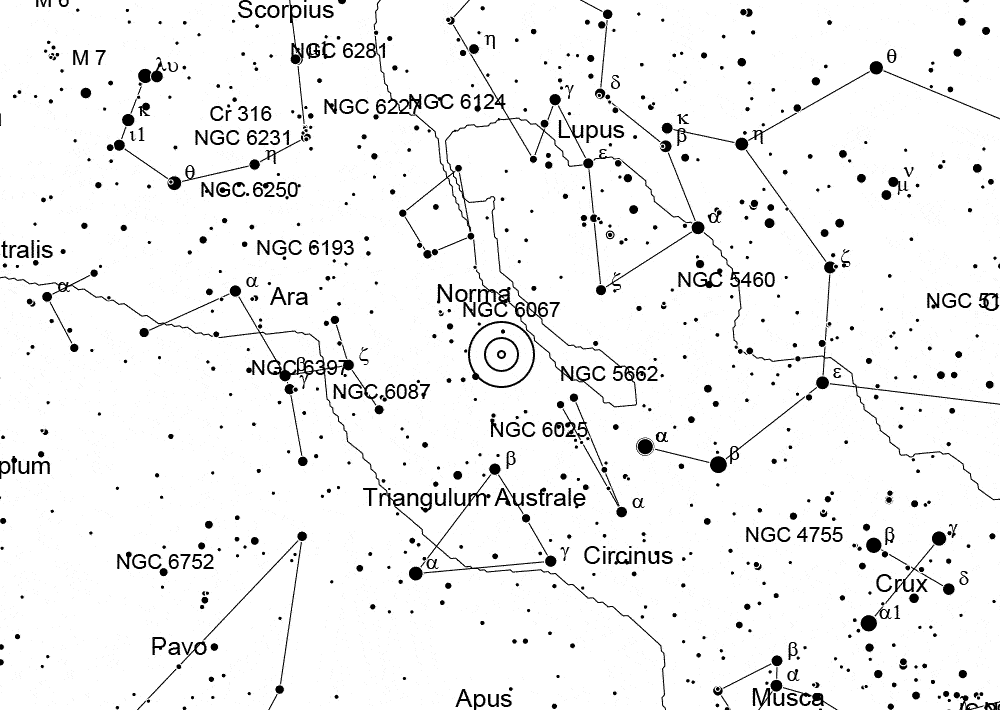 M 6
Scorpius
η
NGC 6281
θ
M 7
λυ
δ
κ
Cr 316
NGC 6227
NGC 6124
γ
ι1
NGC 6231
Lupus
κ
β
η
η
ε
θ
NGC 6250
ν
μ
α
tralis
NGC 6193
ζ
α
α
Ara
Norma
ζ
NGC 5460
NGC 6067
NGC 6397
β
γ
ζ
NGC 6087
NGC 5662
ε
NGC 6025
α
β
β
Triangulum Australe
α
NGC 4755
β
γ
NGC 6752
α
γ
Circinus
Crux
δ
α1
Pavo
β
α
Apus
Musca